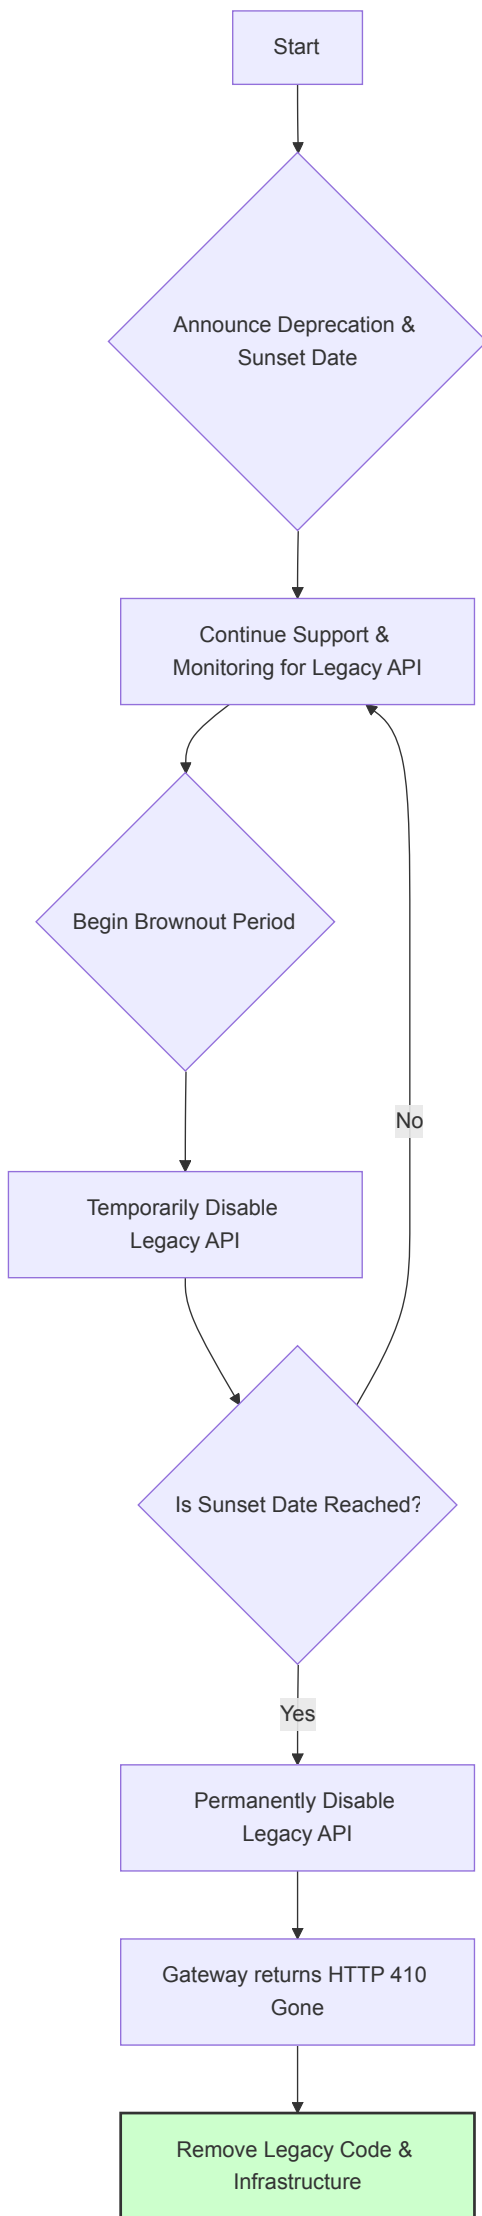 Start
Announce Deprecation &
Sunset Date
Continue Support &
Monitoring for Legacy API
Begin Brownout Period
No
Temporarily Disable
Legacy API
Is Sunset Date Reached?
Yes
Permanently Disable
Legacy API
Gateway returns HTTP 410
Gone
Remove Legacy Code &
Infrastructure